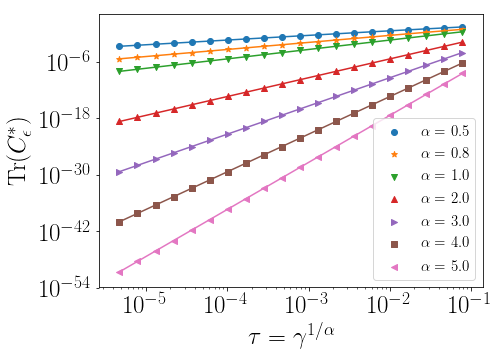 10⁻⁶
10⁻¹⁸
10⁻³⁰
10⁻⁴²
10⁻⁵⁴
Tr(C*ϵ)
α = 0.5
α = 0.8
α = 1.0
α = 2.0
α = 3.0
α = 4.0
α = 5.0
10⁻⁵ 10⁻⁴ 10⁻³ 10⁻² 10⁻¹
τ = γ^{1/α}